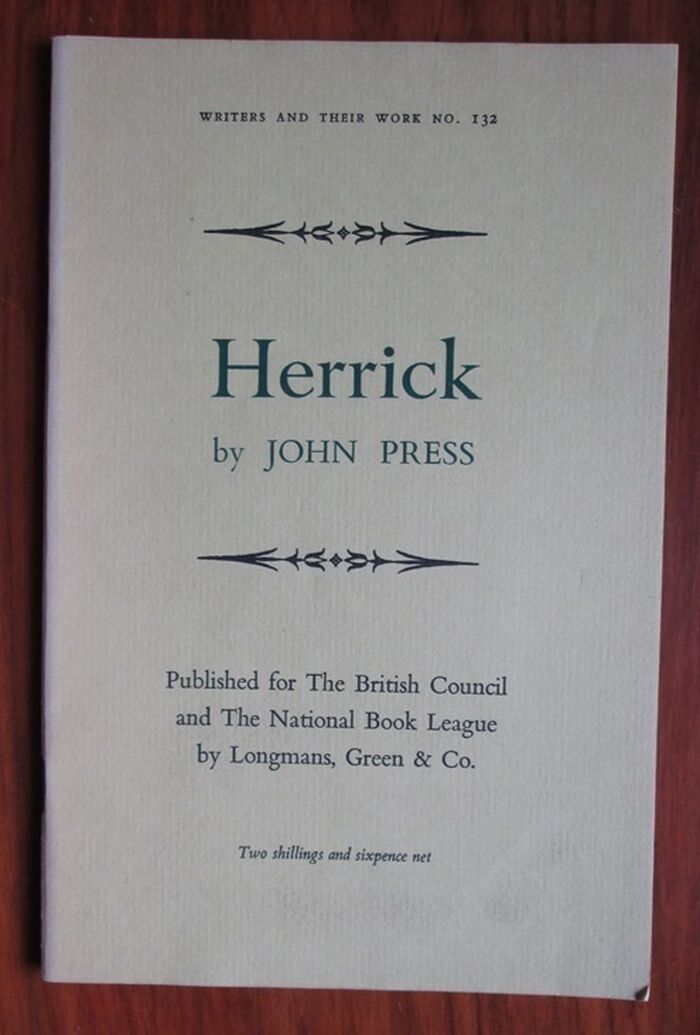 WRITERS AND THEIR WORK NO. 132
Herrick
by JOHN PRESS
Published for The British Council
and The National Book League
by Longmans, Green & Co.
Two shillings and sixpence net